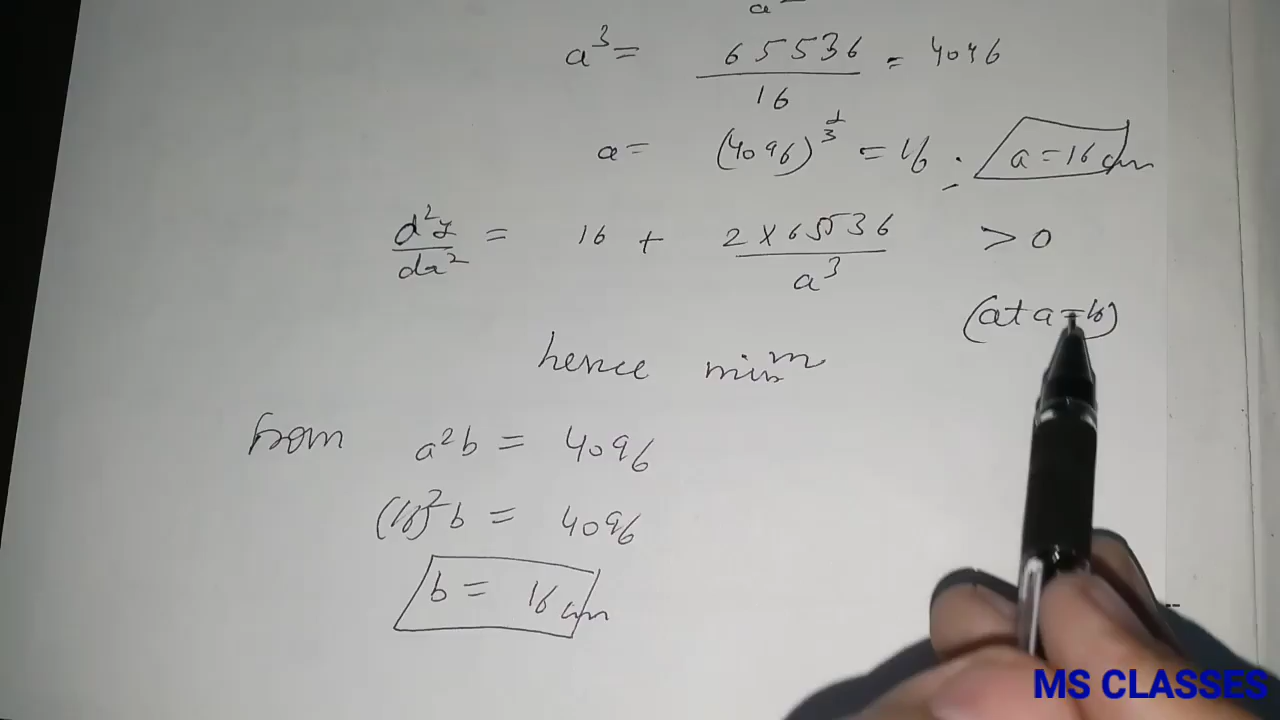 a
a³ = 65536 / 16 = 4096
a = (4096)^1/3 = 16 . a = 16 cm
d²y/da² = 16 + 2 × 65536 / a³ > 0
(at a = 16)
hence minᵐ
from a²b = 4096
(16)² b = 4096
b = 16 cm
MS CLASSES